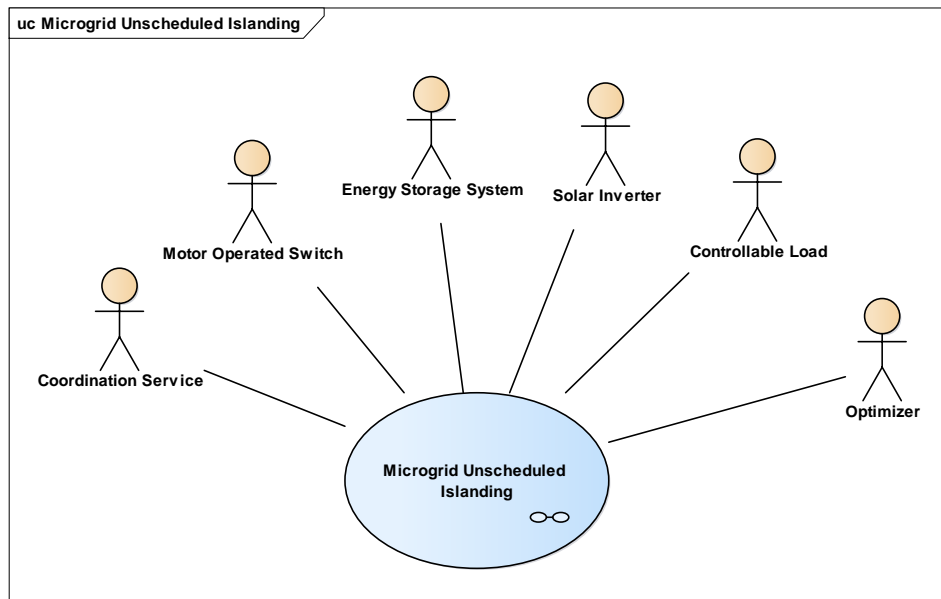 uc Microgrid Unscheduled Islanding
Energy Storage System
Solar Inverter
Motor Operated Switch
Controllable Load
Coordination Service
Optimizer
Microgrid Unscheduled
Islanding